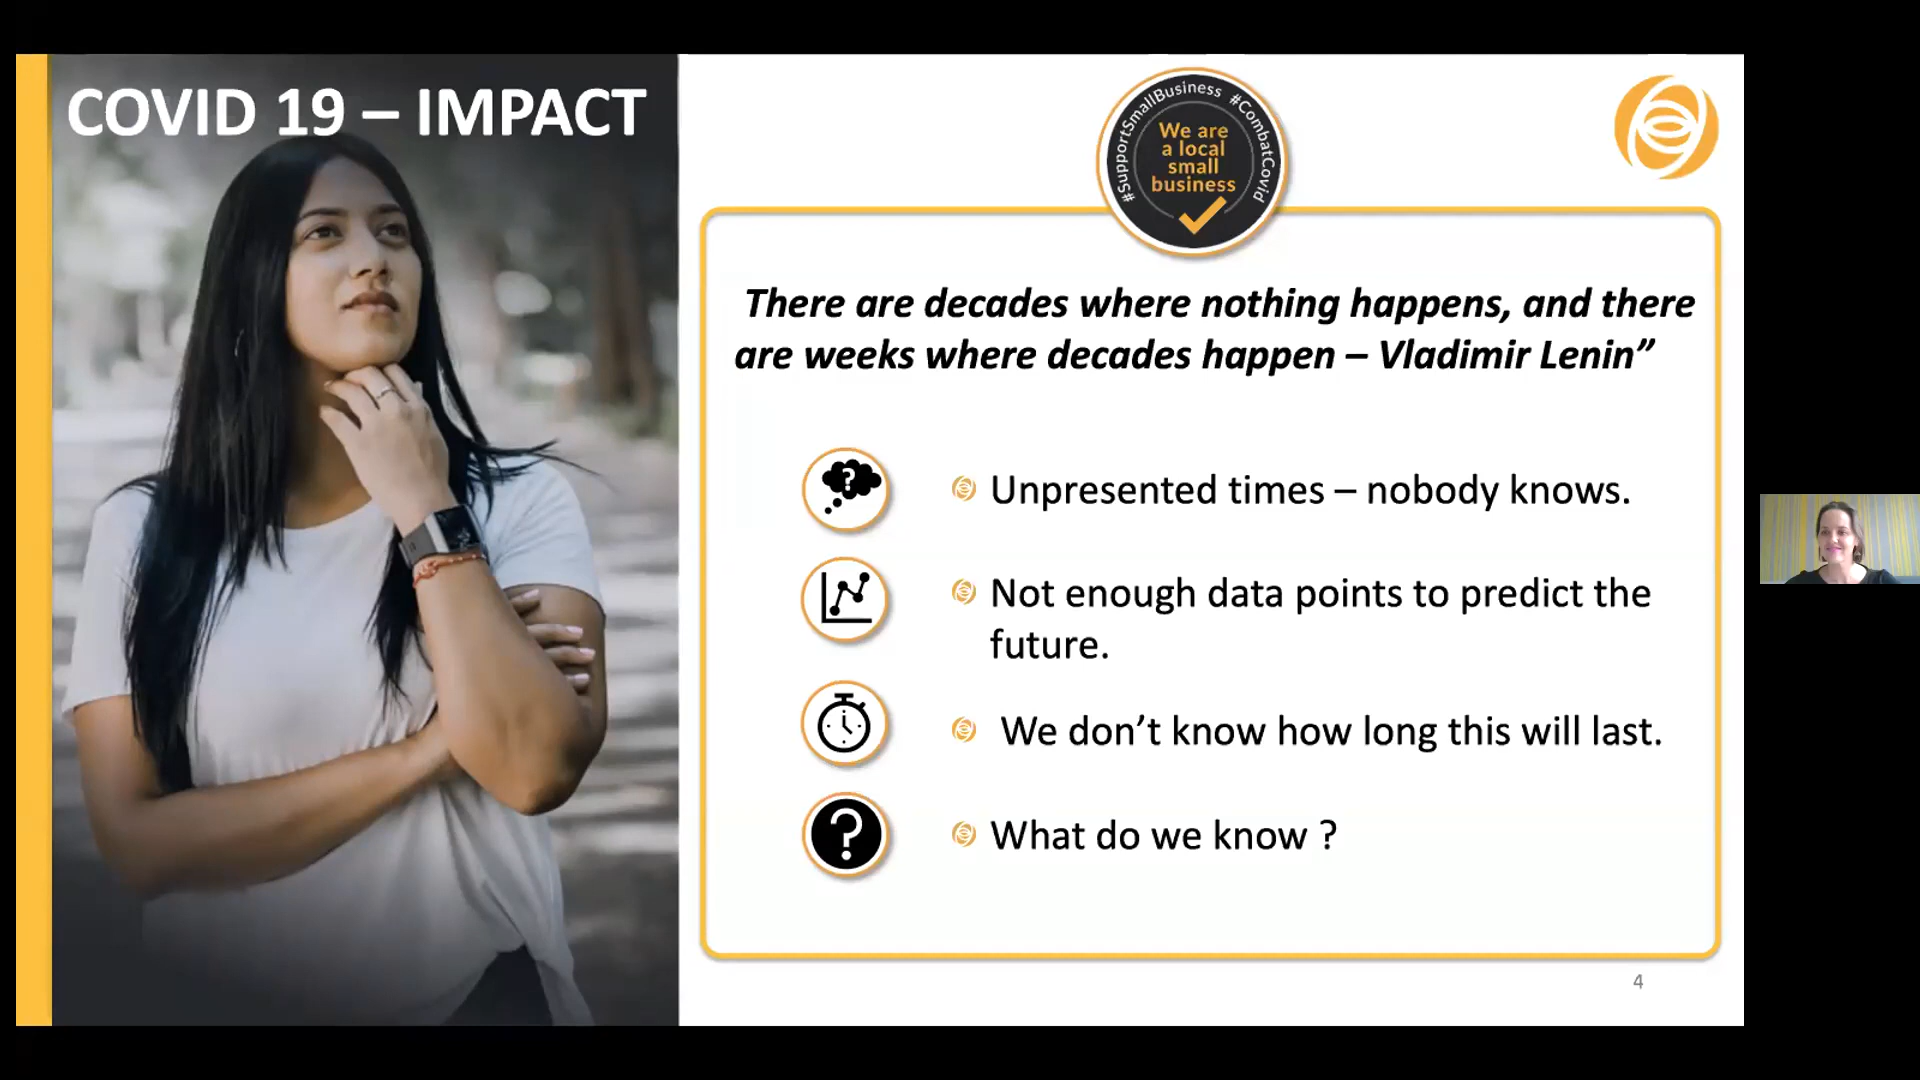 COVID 19 – IMPACT
#SupportSmallBusiness #CombatCovid
We are
a local
small
business
There are decades where nothing happens, and there
are weeks where decades happen – Vladimir Lenin”
?
Unpresented times – nobody knows.
Not enough data points to predict the
future.
We don’t know how long this will last.
?
What do we know ?
4